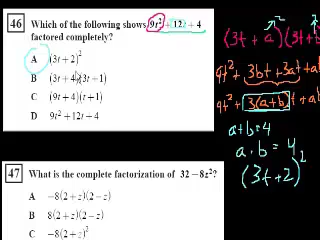 46 Which of the following shows 9t² + 12t + 4
factored completely?
A (3t + 2)²
B (3t + 4)(3t + 1)
C (9t + 4)(t + 1)
D 9t² + 12t + 4
47 What is the complete factorization of 32 − 8z²?
A −8(2 + z)(2 − z)
B 8(2 + z)(2 − z)
C −8(2 + z)²
(3t + a)(3t + b
9t² + 3bt + 3at + ab
9t² + 3(a+b)t + ab
a+b=4
a·b = 4
(3t+2)²